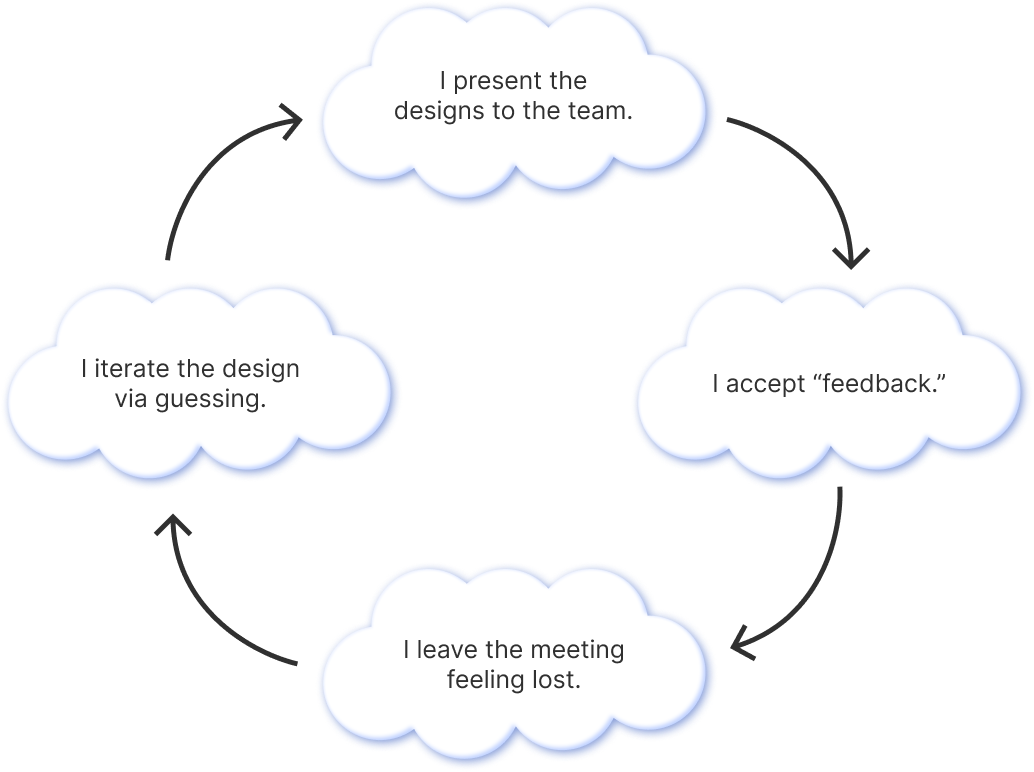 I present the
designs to the team.
I accept “feedback.”
I leave the meeting
feeling lost.
I iterate the design
via guessing.